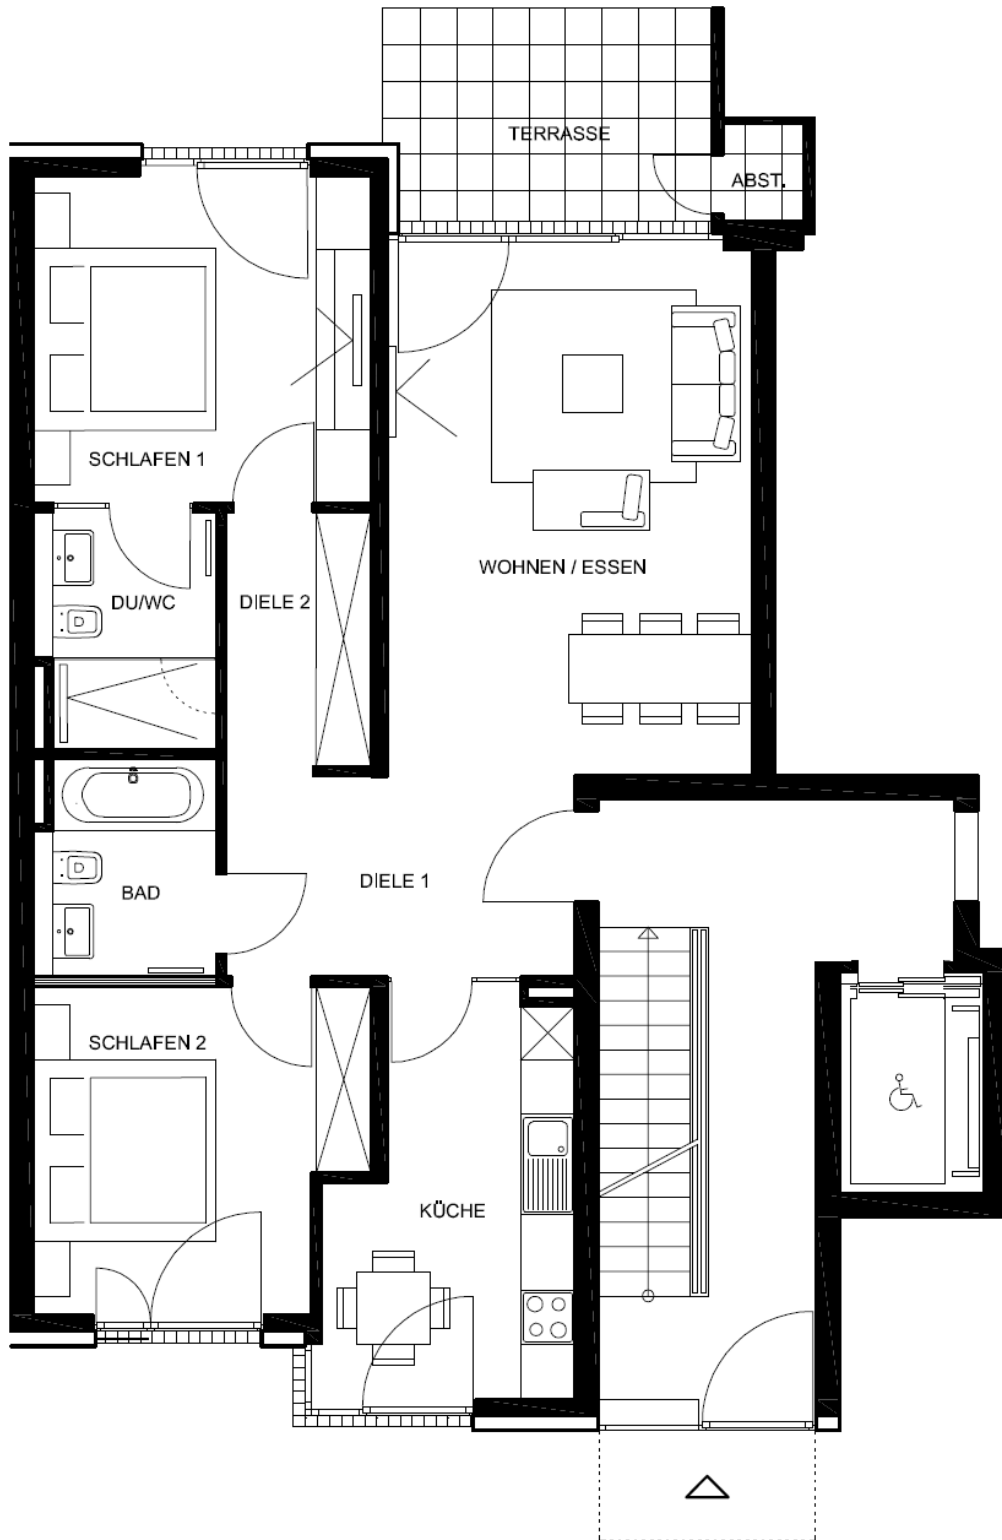 TERRASSE
ABST.
SCHLAFEN 1
WOHNEN / ESSEN
DU/WC
DIELE 2
DIELE 1
BAD
SCHLAFEN 2
KÜCHE